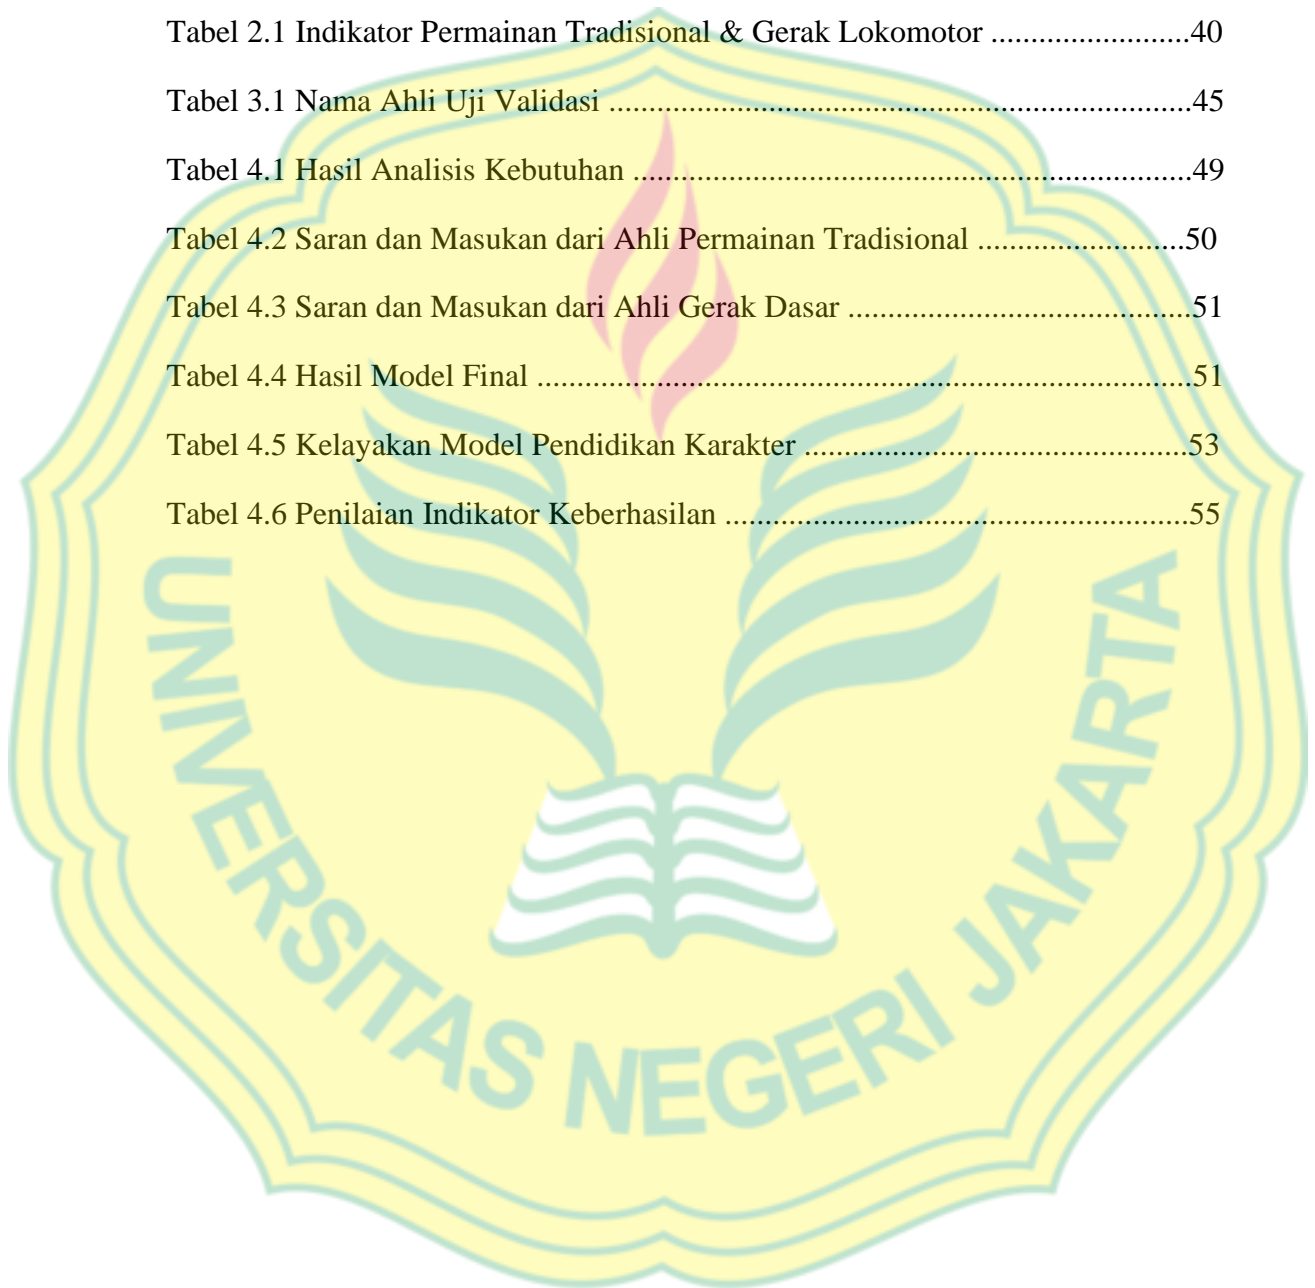 Tabel 2.1 Indikator Permainan Tradisional & Gerak Lokomotor .........................40
Tabel 3.1 Nama Ahli Uji Validasi ..........................................................................45
Tabel 4.1 Hasil Analisis Kebutuhan .......................................................................49
Tabel 4.2 Saran dan Masukan dari Ahli Permainan Tradisional ..........................50
Tabel 4.3 Saran dan Masukan dari Ahli Gerak Dasar ............................................51
Tabel 4.4 Hasil Model Final ...................................................................................51
Tabel 4.5 Kelayakan Model Pendidikan Karakter .................................................53
Tabel 4.6 Penilaian Indikator Keberhasilan ...........................................................55
UNIVERSITAS NEGERI JAKARTA